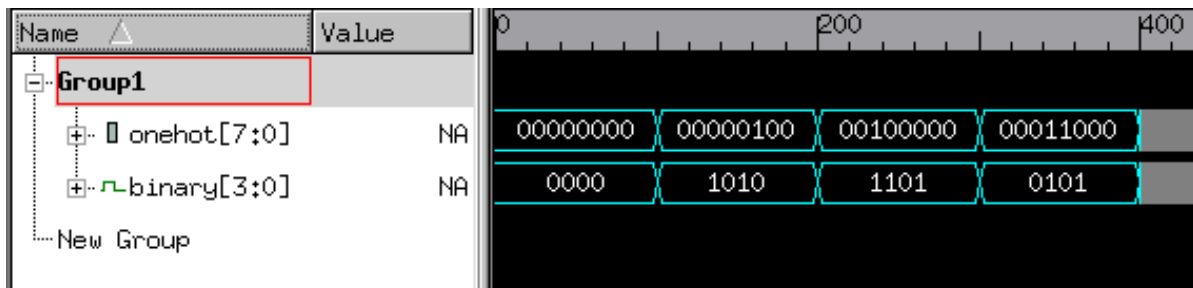 Name Value 0 200 400
Group1
onehot[7:0] NA 00000000 00000100 00100000 00011000
binary[3:0] NA 0000 1010 1101 0101
New Group